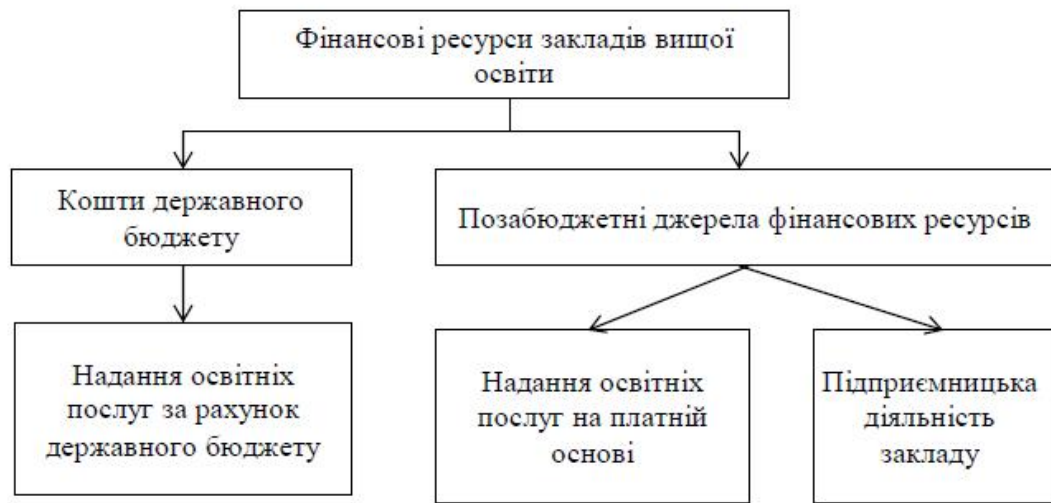 Фінансові ресурси закладів вищої
освіти
Кошти державного
бюджету
Позабюджетні джерела фінансових ресурсів
Надання освітніх
послуг за рахунок
державного бюджету
Надання освітніх
послуг на платній
основі
Підприємницька
діяльність
закладу